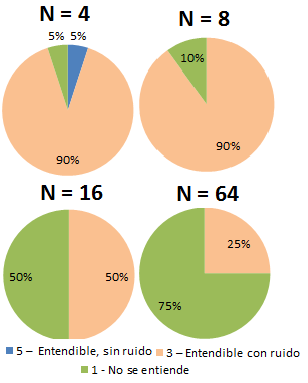 N = 4
N = 8
5% 5%
10%
90%
90%
N = 16
N = 64
50%
50%
25%
75%
5 – Entendible, sin ruido
3 – Entendible con ruido
1 - No se entiende